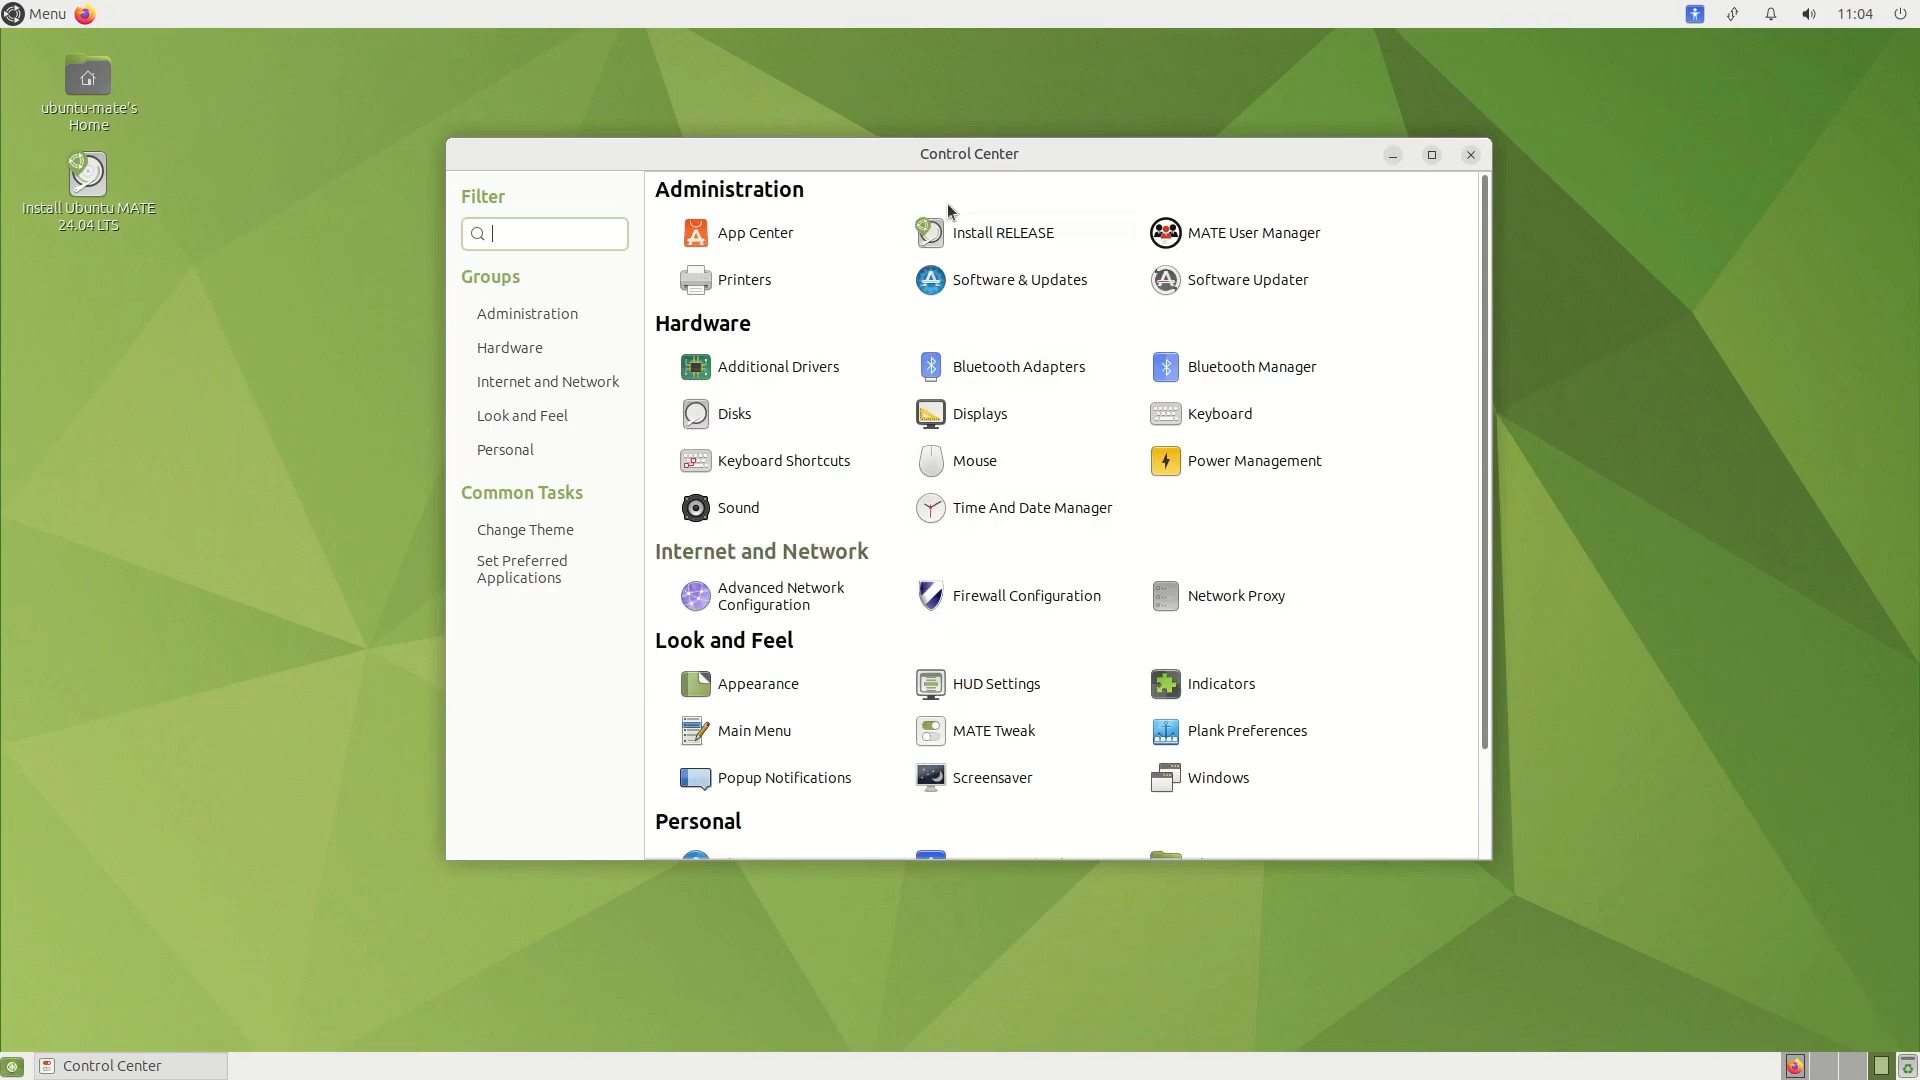 Menu
11:04
ubuntu-mate's
Home
Install Ubuntu MATE
24.04 LTS
Control Center
Filter
Groups
Administration
Hardware
Internet and Network
Look and Feel
Personal
Common Tasks
Change Theme
Set Preferred
Applications
Administration
App Center
Install RELEASE
MATE User Manager
Printers
Software & Updates
Software Updater
Hardware
Additional Drivers
Bluetooth Adapters
Bluetooth Manager
Disks
Displays
Keyboard
Keyboard Shortcuts
Mouse
Power Management
Sound
Time And Date Manager
Internet and Network
Advanced Network
Configuration
Firewall Configuration
Network Proxy
Look and Feel
Appearance
HUD Settings
Indicators
Main Menu
MATE Tweak
Plank Preferences
Popup Notifications
Screensaver
Windows
Personal
Control Center